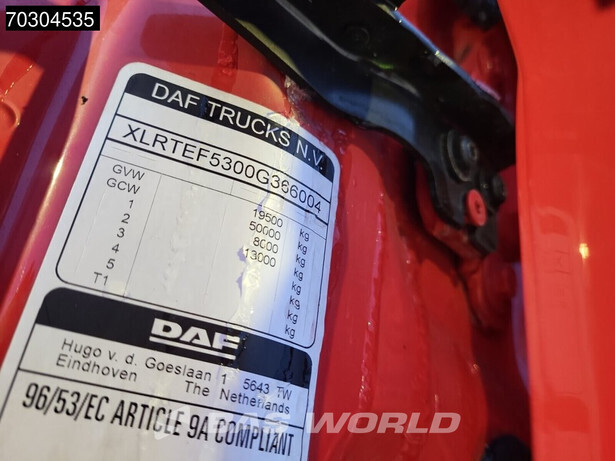 70304535
DAF TRUCKS N.V.
XLRTEF5300G366004
GVW 19500 kg
GCW 50000 kg
1 8000 kg
2 13000 kg
3 kg
4 kg
5 kg
T1 kg
DAF
Hugo v. d. Goeslaan 1 5643 TW
Eindhoven The Netherlands
96/53/EC ARTICLE 9A COMPLIANT
BAS WORLD